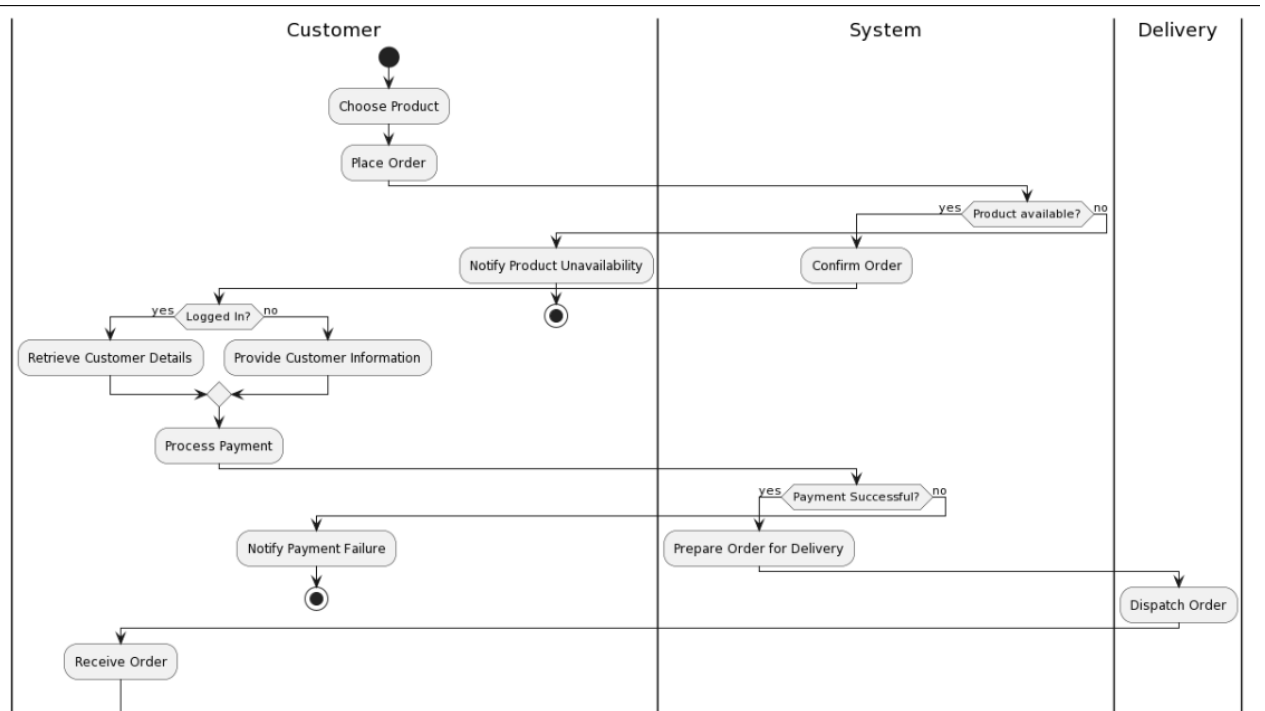 Customer
System
Delivery
Choose Product
Place Order
yes
Product available?
no
Notify Product Unavailability
Confirm Order
yes
Logged In?
no
Retrieve Customer Details
Provide Customer Information
Process Payment
yes
Payment Successful?
no
Notify Payment Failure
Prepare Order for Delivery
Dispatch Order
Receive Order